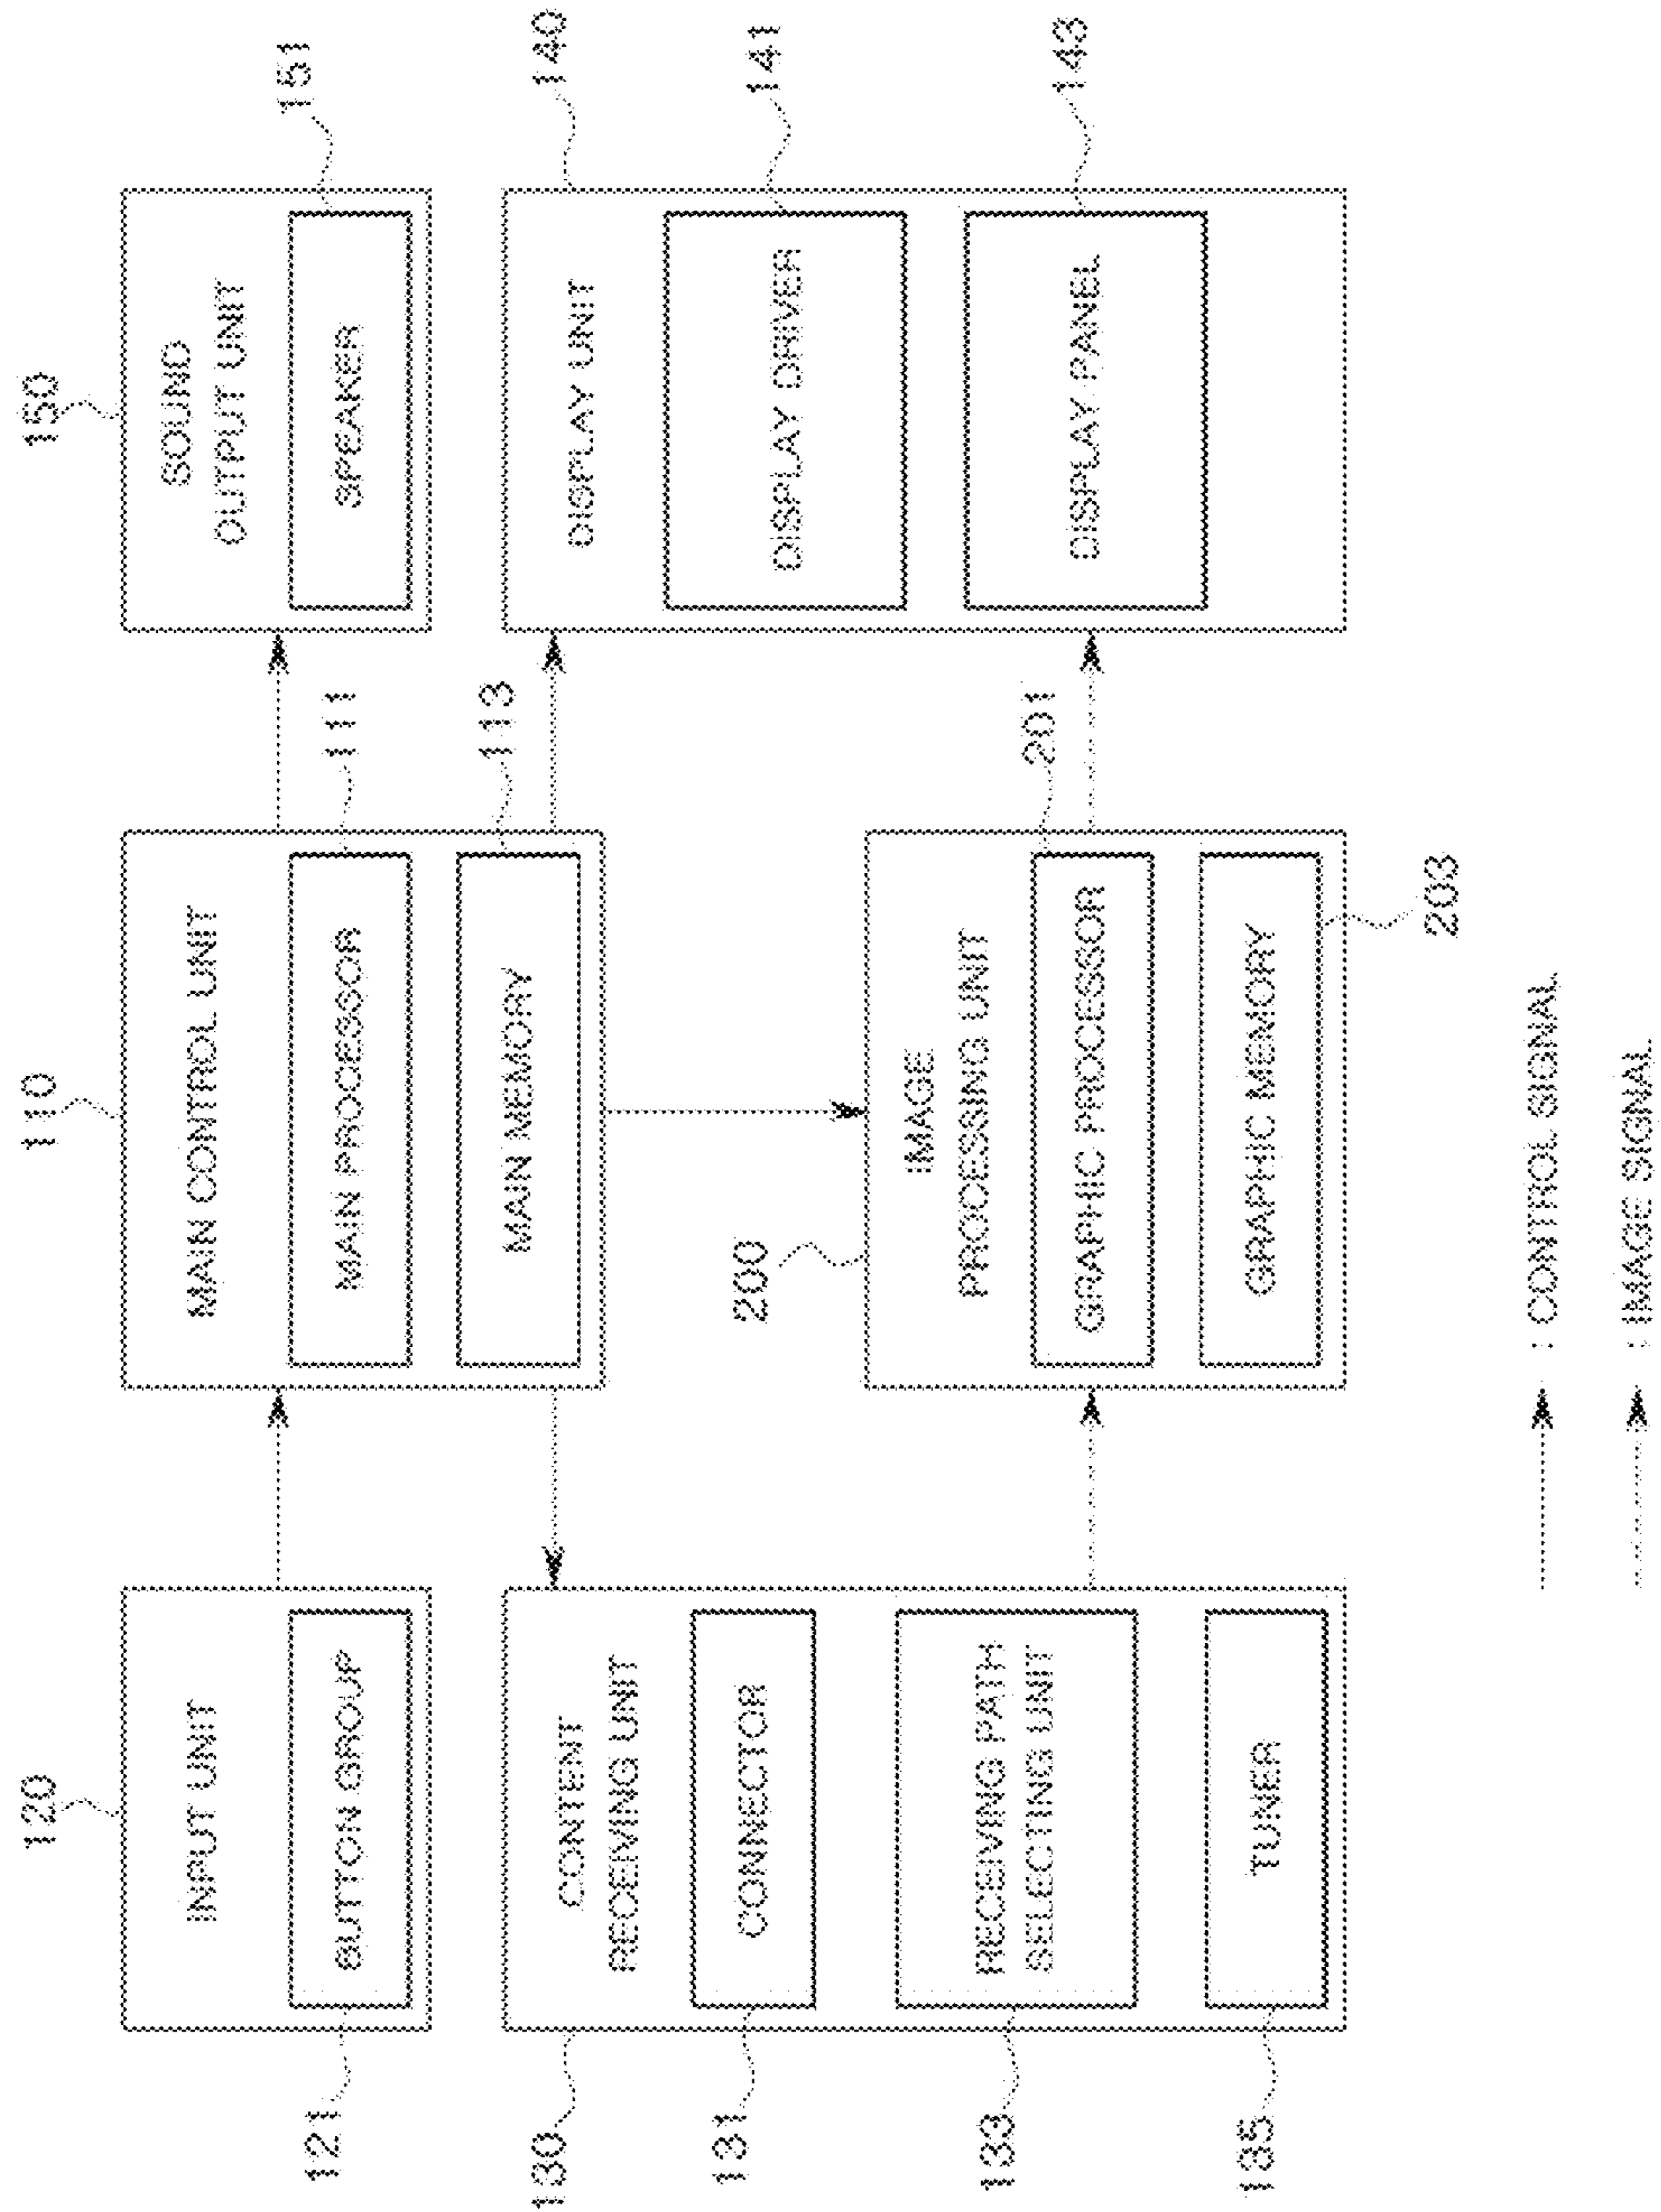 120
110
150
INPUT UNIT
121
BUTTON GROUP
MAIN CONTROL UNIT
MAIN PROCESSOR
111
MAIN MEMORY
113
SOUND
OUTPUT UNIT
SPEAKER
151
130
CONTENT
RECEIVING UNIT
131
CONNECTOR
133
RECEIVING PATH
SELECTING UNIT
135
TUNER
200
IMAGE
PROCESSING UNIT
201
GRAPHIC PROCESSOR
GRAPHIC MEMORY
203
140
DISPLAY UNIT
DISPLAY DRIVER
141
DISPLAY PANEL
143
: CONTROL SIGNAL
: IMAGE SIGNAL